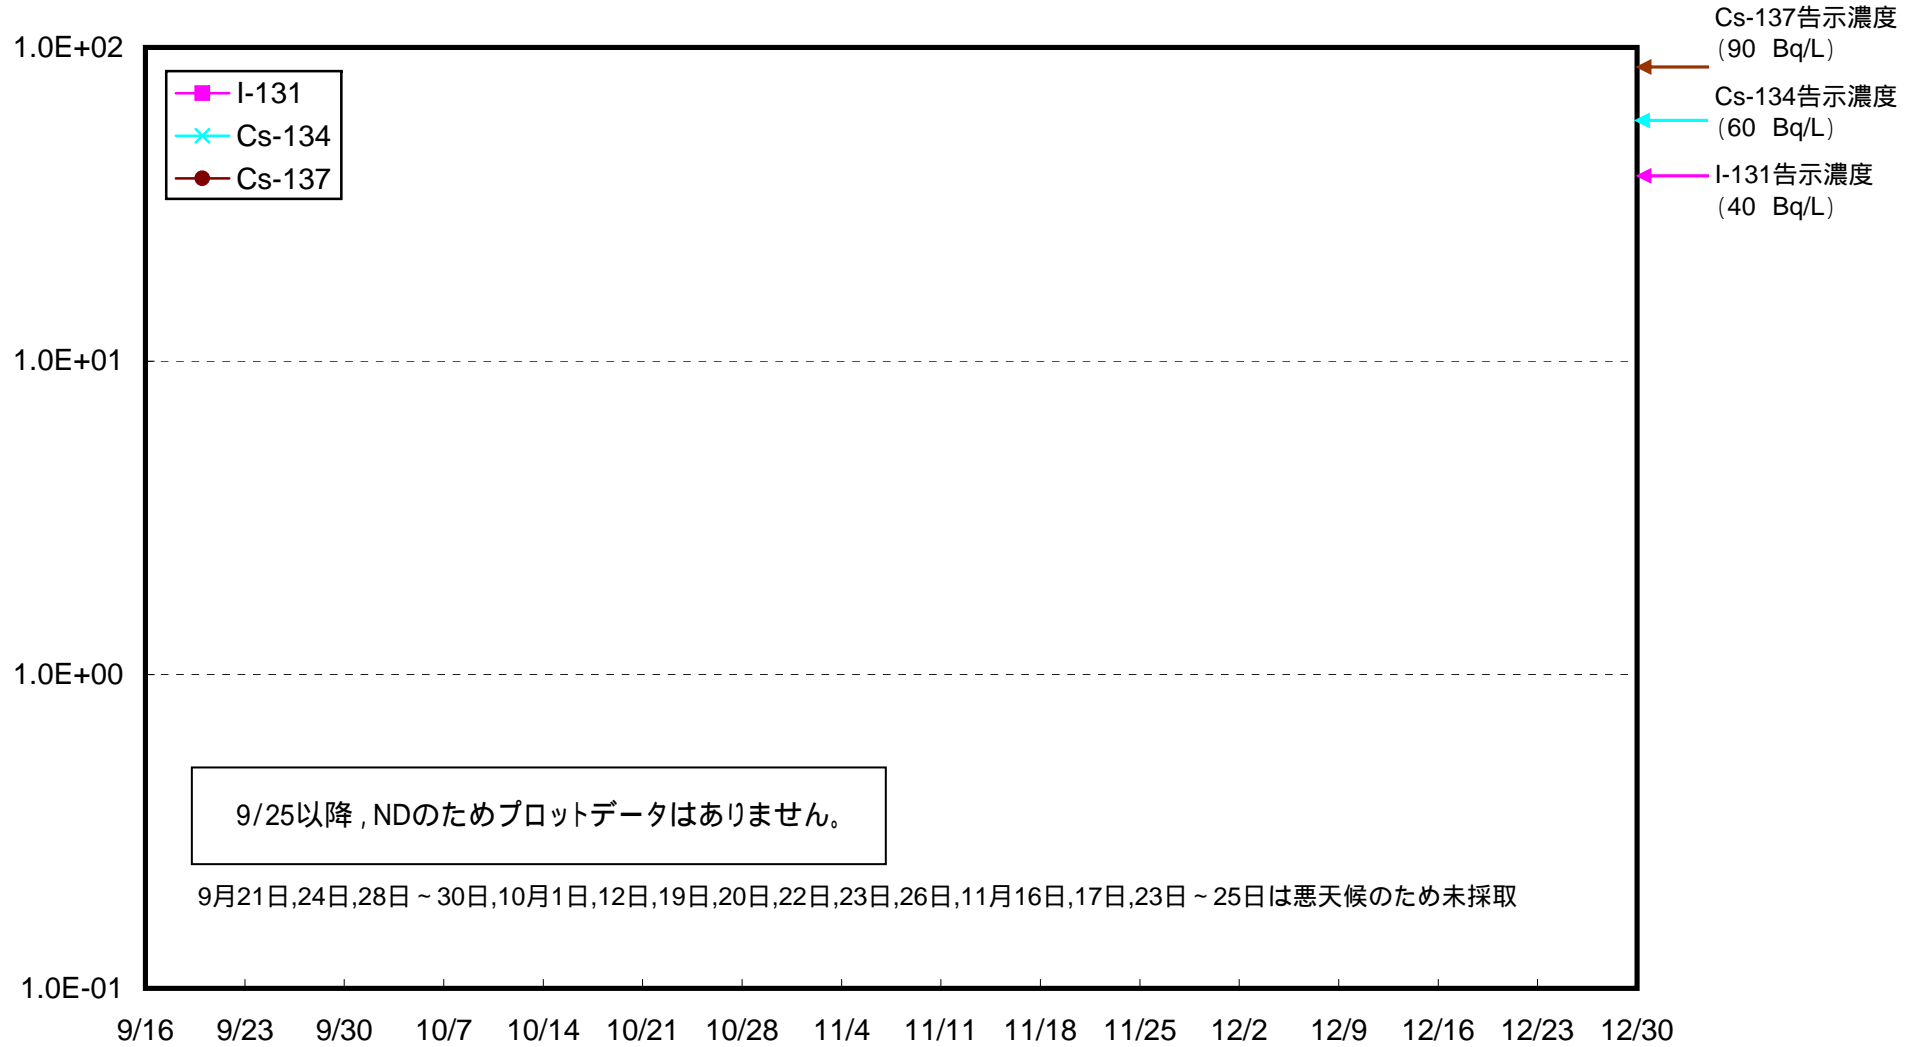 Cs-137告示濃度
(90 Bq/L)
1.0E+02
I-131
Cs-134
Cs-137
Cs-134告示濃度
(60 Bq/L)
I-131告示濃度
(40 Bq/L)
1.0E+01
1.0E+00
9/25以降,NDのためプロットデータはありません。
9月21日,24日,28日~30日,10月1日,12日,19日,20日,22日,23日,26日,11月16日,17日,23日~25日は悪天候のため未採取
1.0E-01
9/16 9/23 9/30 10/7 10/14 10/21 10/28 11/4 11/11 11/18 11/25 12/2 12/9 12/16 12/23 12/30